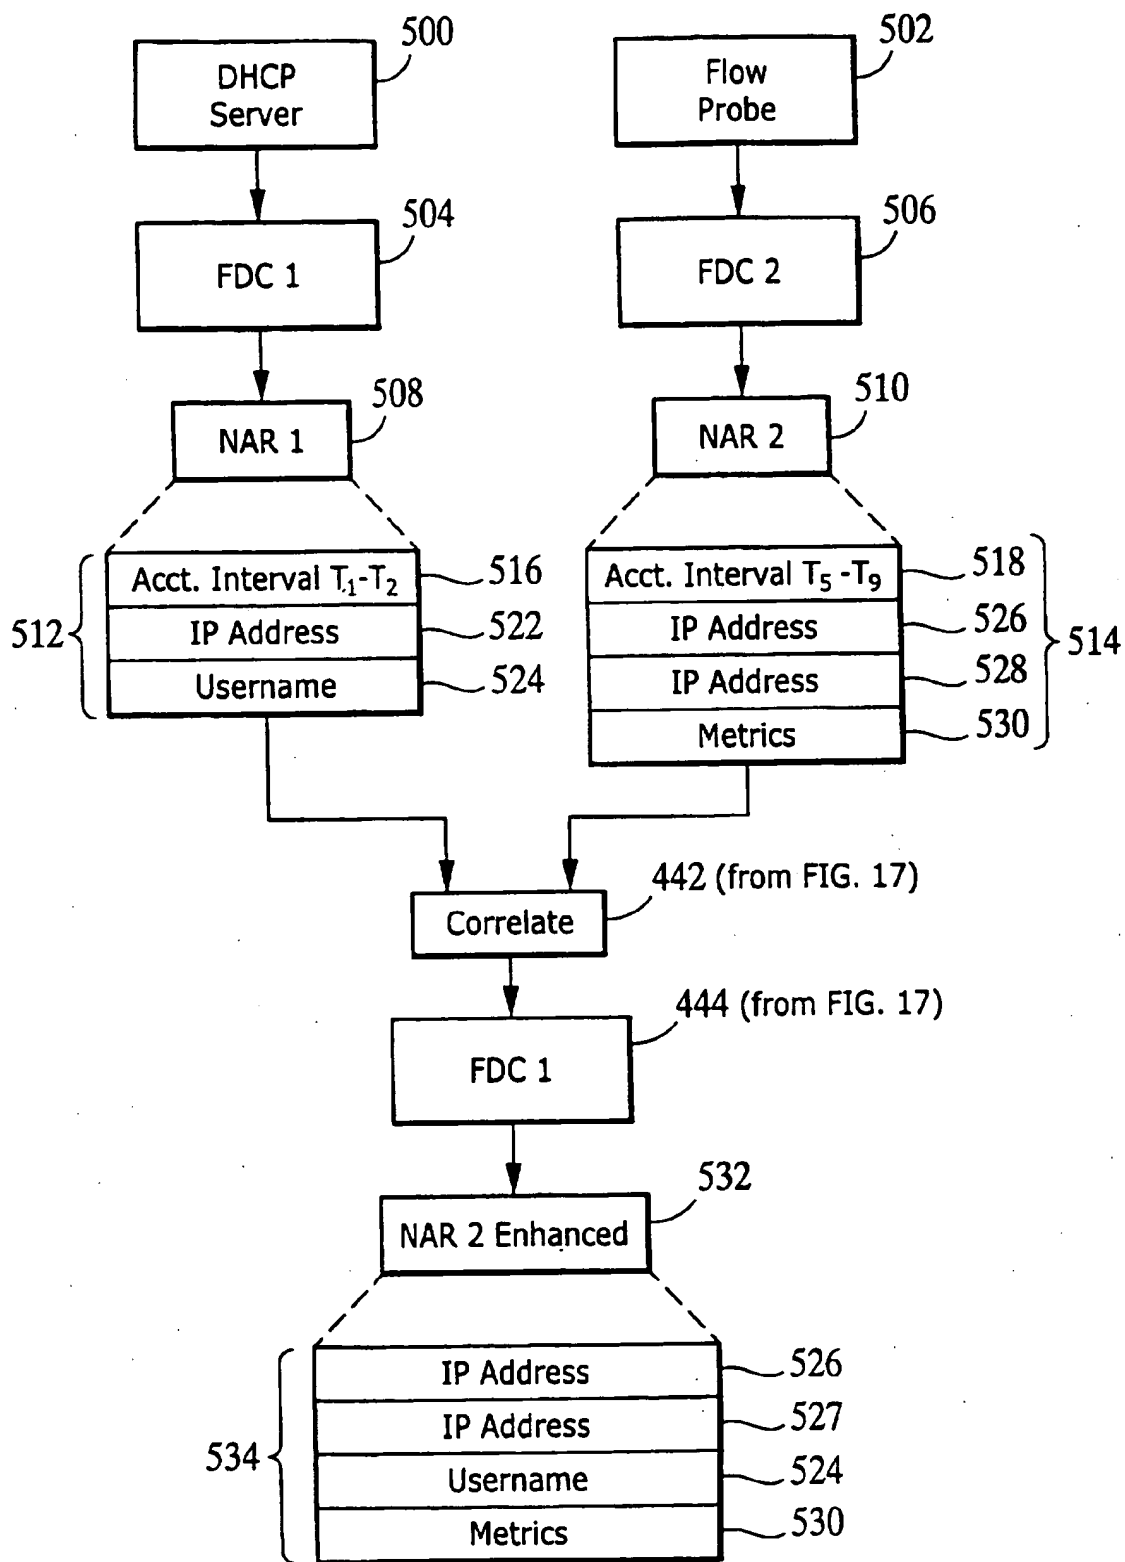 500
DHCP
Server
502
Flow
Probe
504
FDC 1
506
FDC 2
508
NAR 1
510
NAR 2
512
Acct. Interval T1-T2
516
IP Address
522
Username
524
Acct. Interval T5-T9
518
IP Address
526
IP Address
528
Metrics
530
514
442 (from FIG. 17)
Correlate
444 (from FIG. 17)
FDC 1
532
NAR 2 Enhanced
534
IP Address
526
IP Address
527
Username
524
Metrics
530